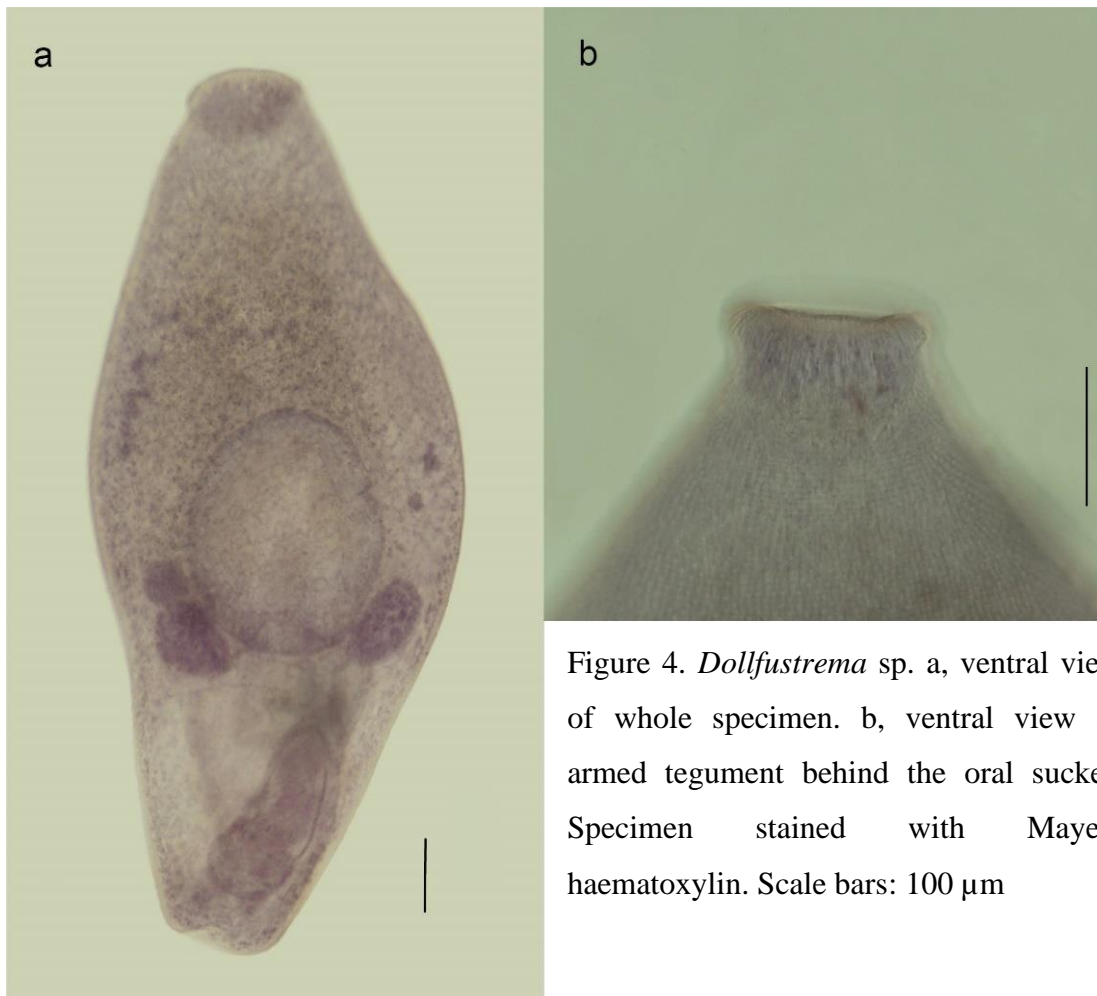 a
b
Figure 4. Dollfustrema sp. a, ventral vie
of whole specimen. b, ventral view
armed tegument behind the oral sucke
Specimen stained with Maye
haematoxylin. Scale bars: 100 µm